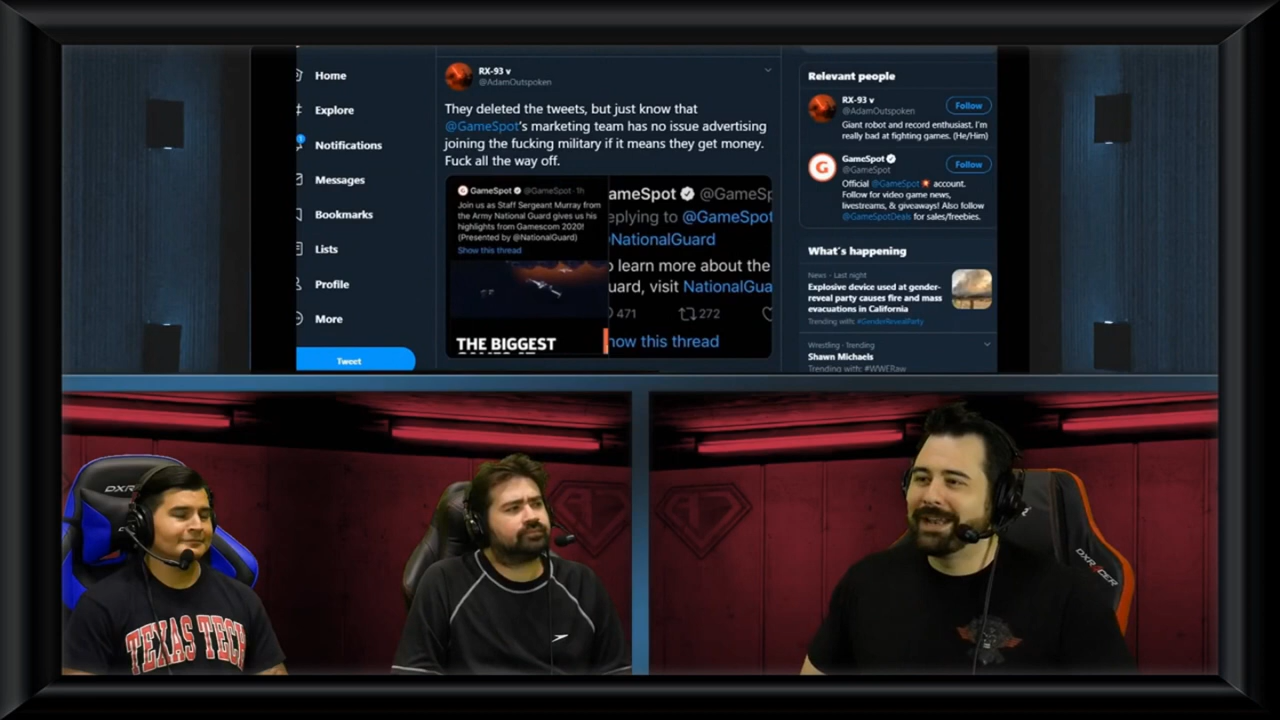 Home
Explore
1
Notifications
Messages
Bookmarks
Lists
Profile
More
Tweet
RX-93 ν
@AdamOutspoken
They deleted the tweets, but just know that
@GameSpot's marketing team has no issue advertising
joining the fucking military if it means they get money.
Fuck all the way off.
GameSpot @GameSpot · 1h
Join us as Staff Sergeant Murray from
the Army National Guard gives us his
highlights from Gamescom 2020!
(Presented by @NationalGuard)
Show this thread
THE BIGGEST
ameSpot @GameSp
eplying to @GameSpot
NationalGuard
o learn more about the
uard, visit NationalGua
471 272
how this thread
Relevant people
RX-93 ν
@AdamOutspoken
Follow
Giant robot and record enthusiast. I'm
really bad at fighting games. (He/Him)
GameSpot
@GameSpot
Follow
Official @GameSpot account.
Follow for video game news,
livestreams, & giveaways! Also follow
@GameSpotDeals for sales/freebies.
What's happening
News · Last night
Explosive device used at gender-
reveal party causes fire and mass
evacuations in California
Trending with: #GenderRevealParty
Wrestling · Trending
Shawn Michaels
Trending with: #WWERaw
DXR
TEXAS TECH
DXRACER